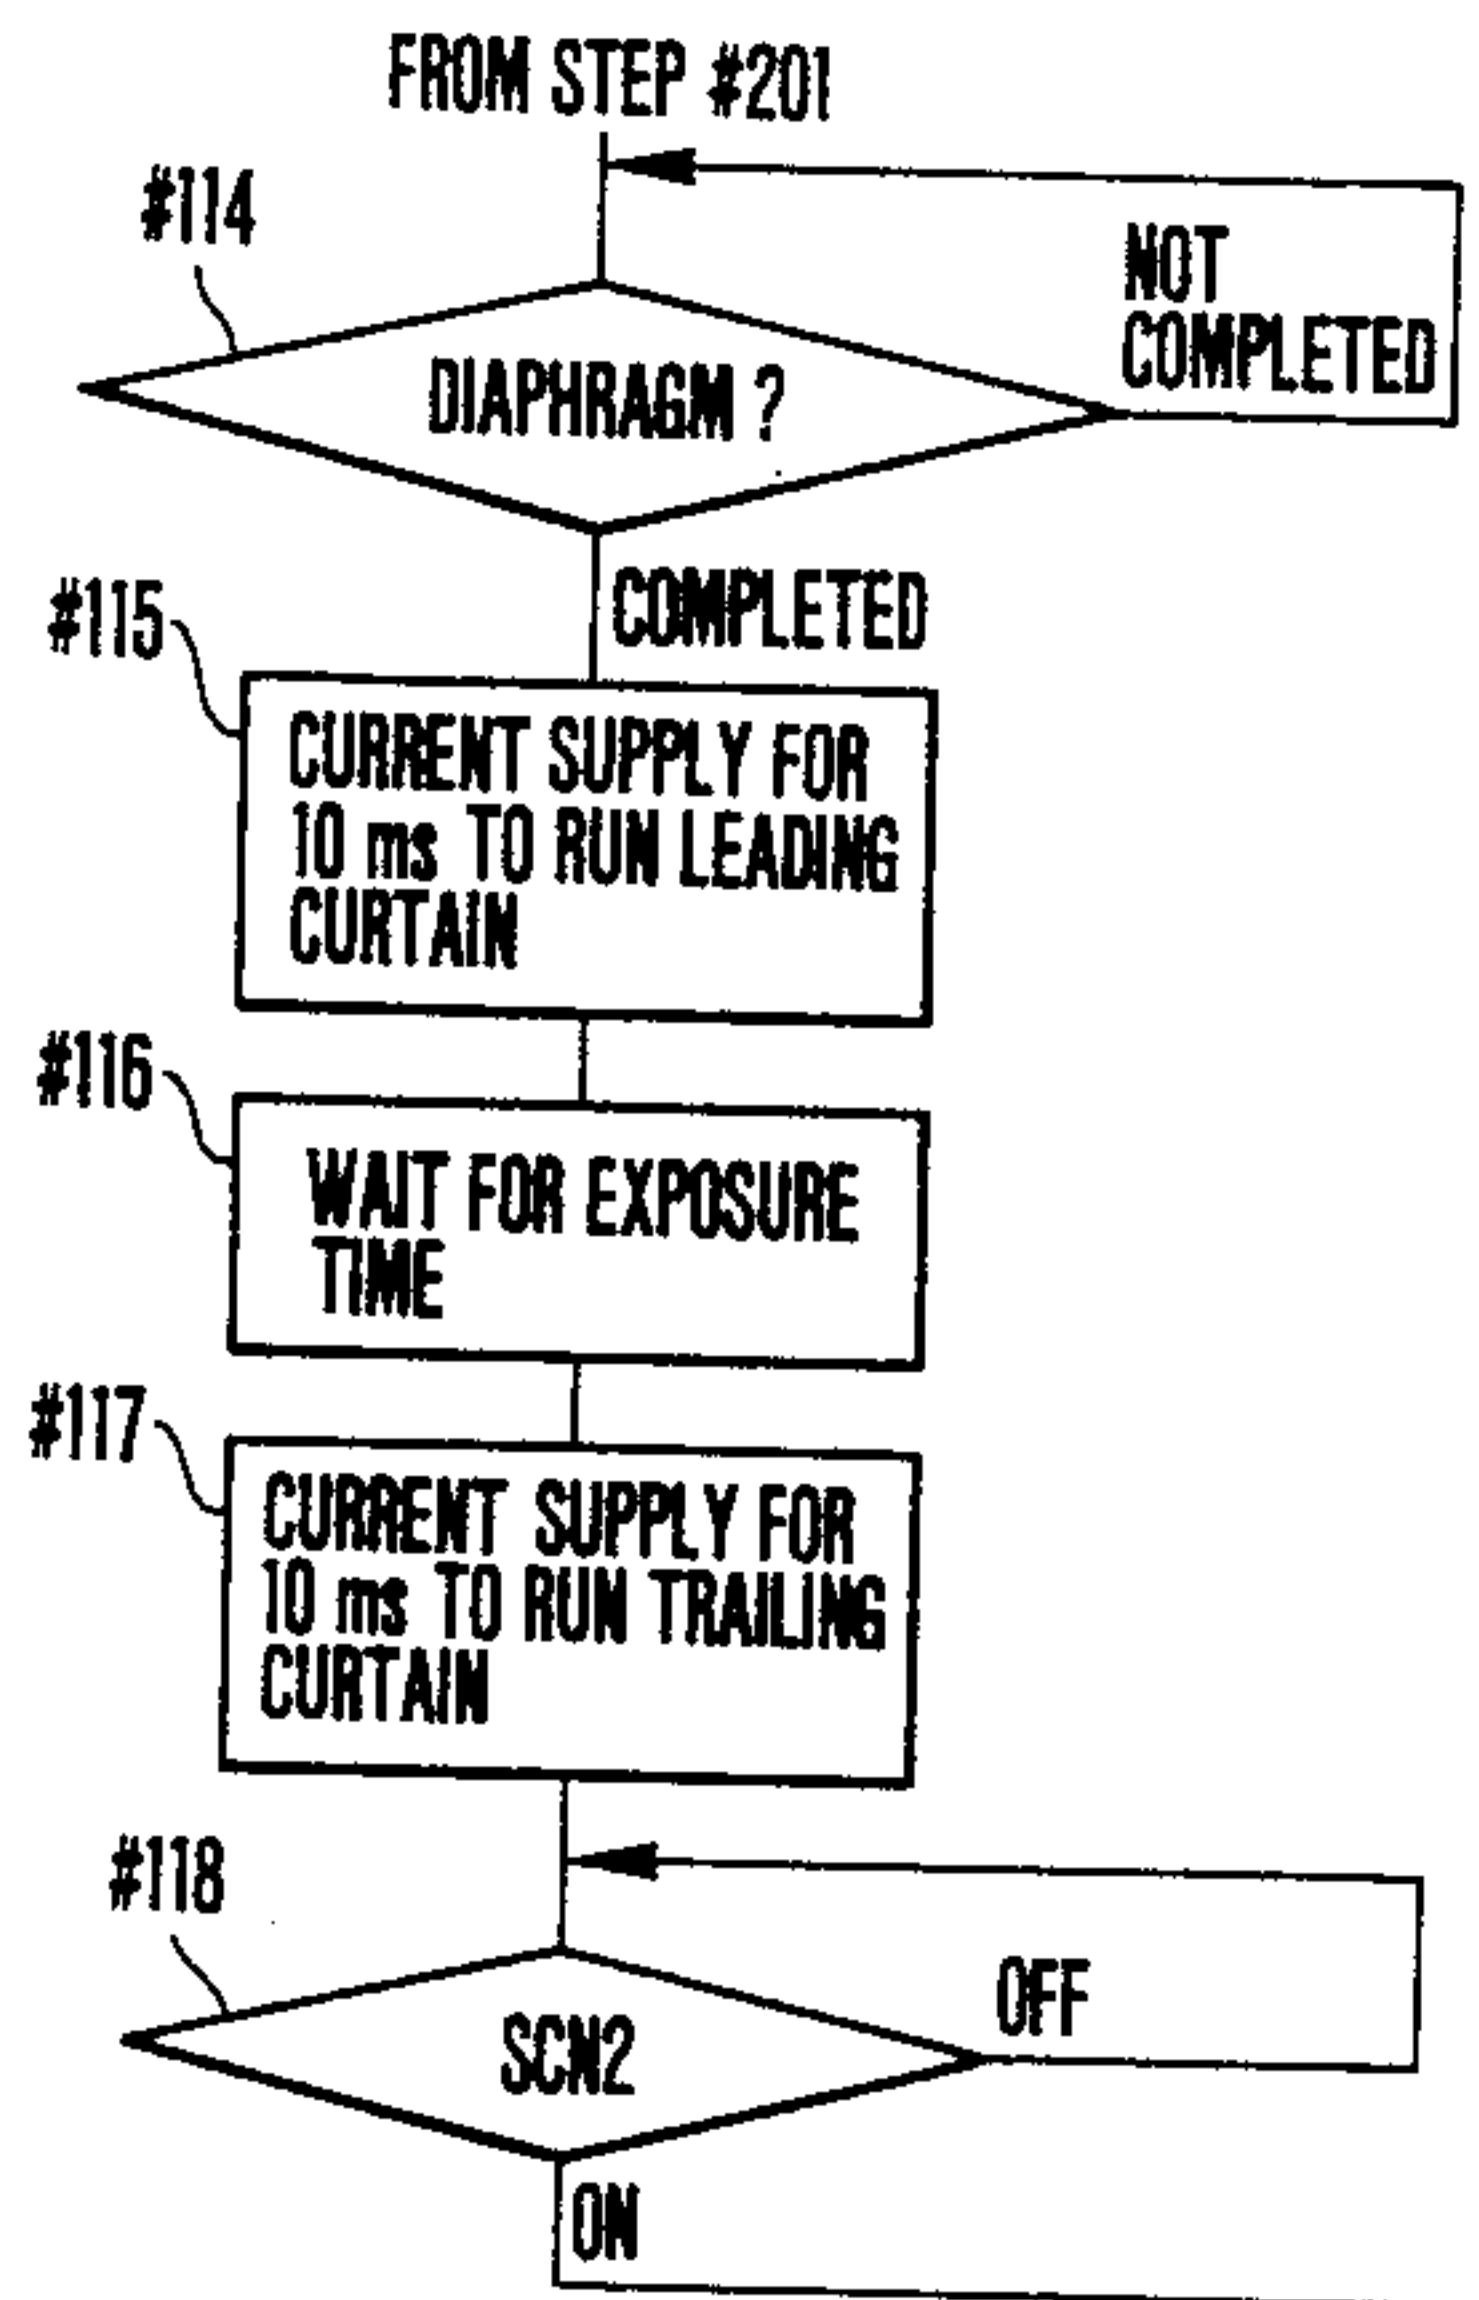 FROM STEP #201
#114
NOT
COMPLETED
DIAPHRAGM ?
COMPLETED
#115
CURRENT SUPPLY FOR
10 ms TO RUN LEADING
CURTAIN
#116
WAIT FOR EXPOSURE
TIME
#117
CURRENT SUPPLY FOR
10 ms TO RUN TRAILING
CURTAIN
#118
OFF
SCN2
ON